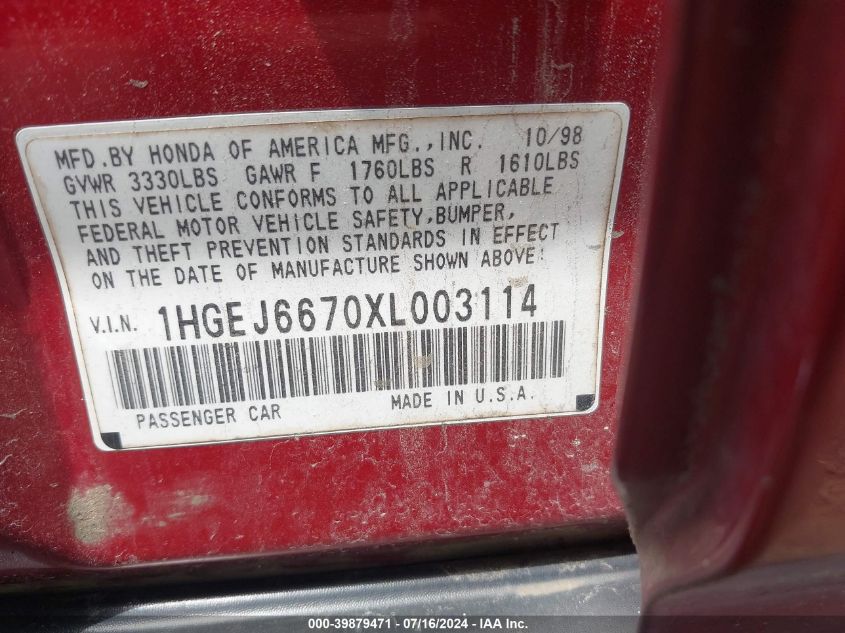 MFD.BY HONDA OF AMERICA MFG.,INC. 10/98
GVWR 3330LBS GAWR F 1760LBS R 1610LBS
THIS VEHICLE CONFORMS TO ALL APPLICABLE
FEDERAL MOTOR VEHICLE SAFETY,BUMPER,
AND THEFT PREVENTION STANDARDS IN EFFECT
ON THE DATE OF MANUFACTURE SHOWN ABOVE.
V.I.N. 1HGEJ6670XL003114
PASSENGER CAR MADE IN U.S.A.
000-39879471 - 07/16/2024 - © IAA Inc.